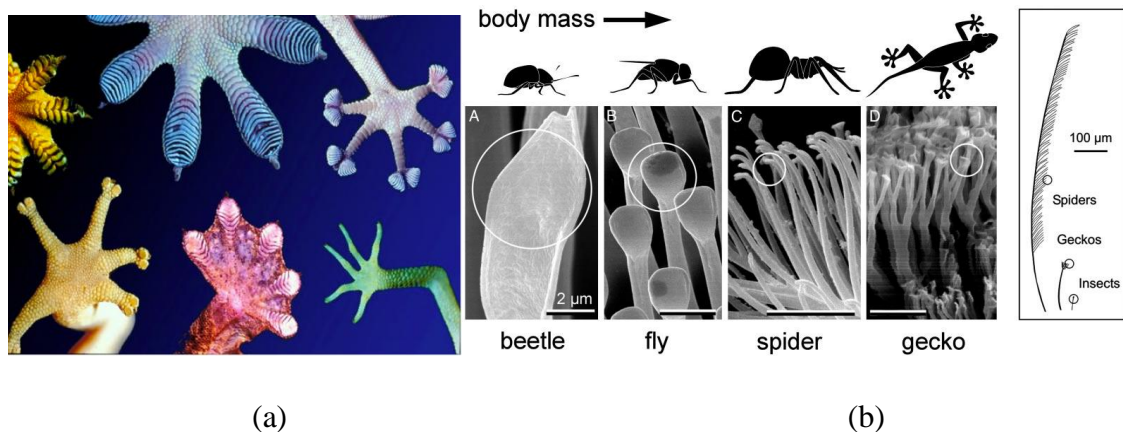 body mass
A
B
C
D
2 µm
beetle
fly
spider
gecko
100 µm
Spiders
Geckos
Insects
(a)
(b)